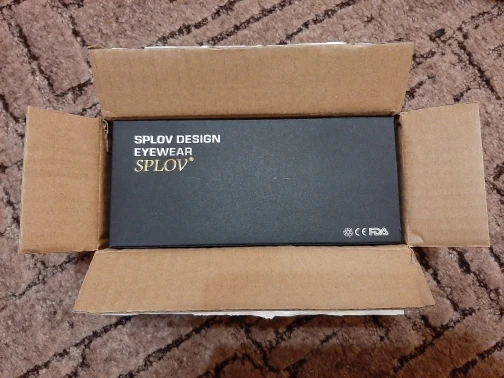 SPLOV DESIGN
EYEWEAR
SPLOV®
CE FDA